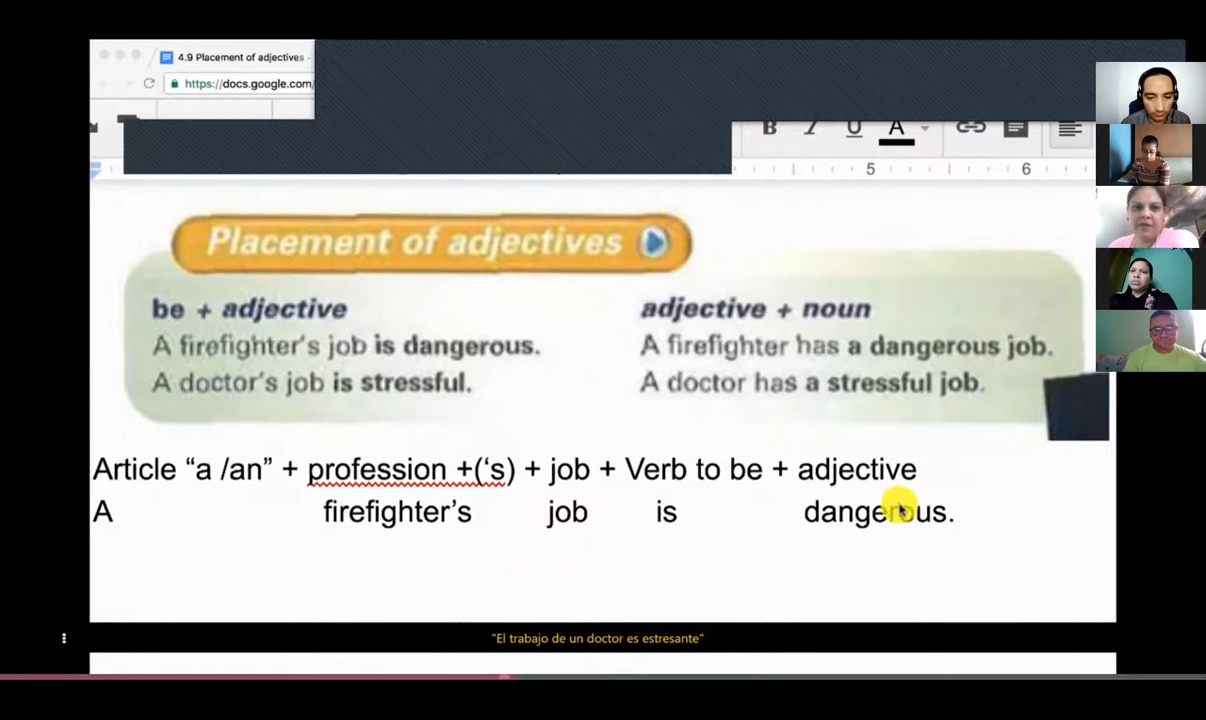 4.9 Placement of adjectives -
https://docs.google.com/
B I U A
5 6
Placement of adjectives
be + adjective
A firefighter's job is dangerous.
A doctor's job is stressful.
adjective + noun
A firefighter has a dangerous job.
A doctor has a stressful job.
Article “a /an” + profession +(‘s) + job + Verb to be + adjective
A firefighter’s job is dangerous.
"El trabajo de un doctor es estresante"